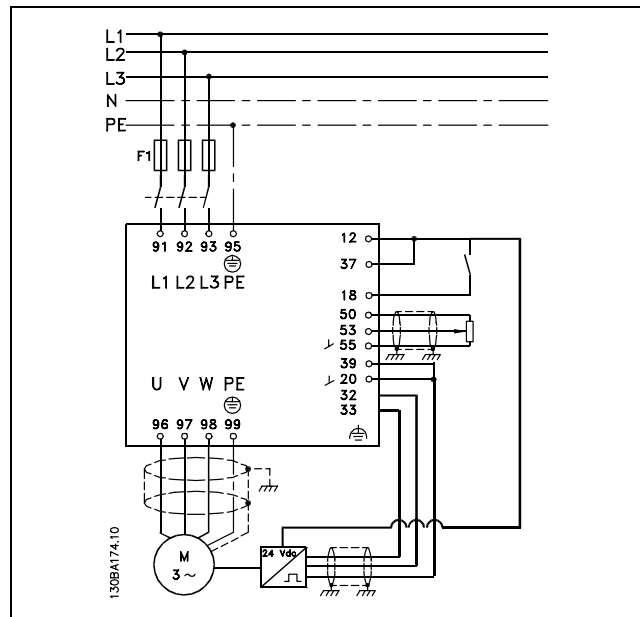 L1
L2
L3
N
PE
F1
91 92 93 95
L1 L2 L3 PE
12
37
18
50
53
55
39
20
32
33
U V W PE
96 97 98 99
M
3 ~
24 Vdc
130BA174.10